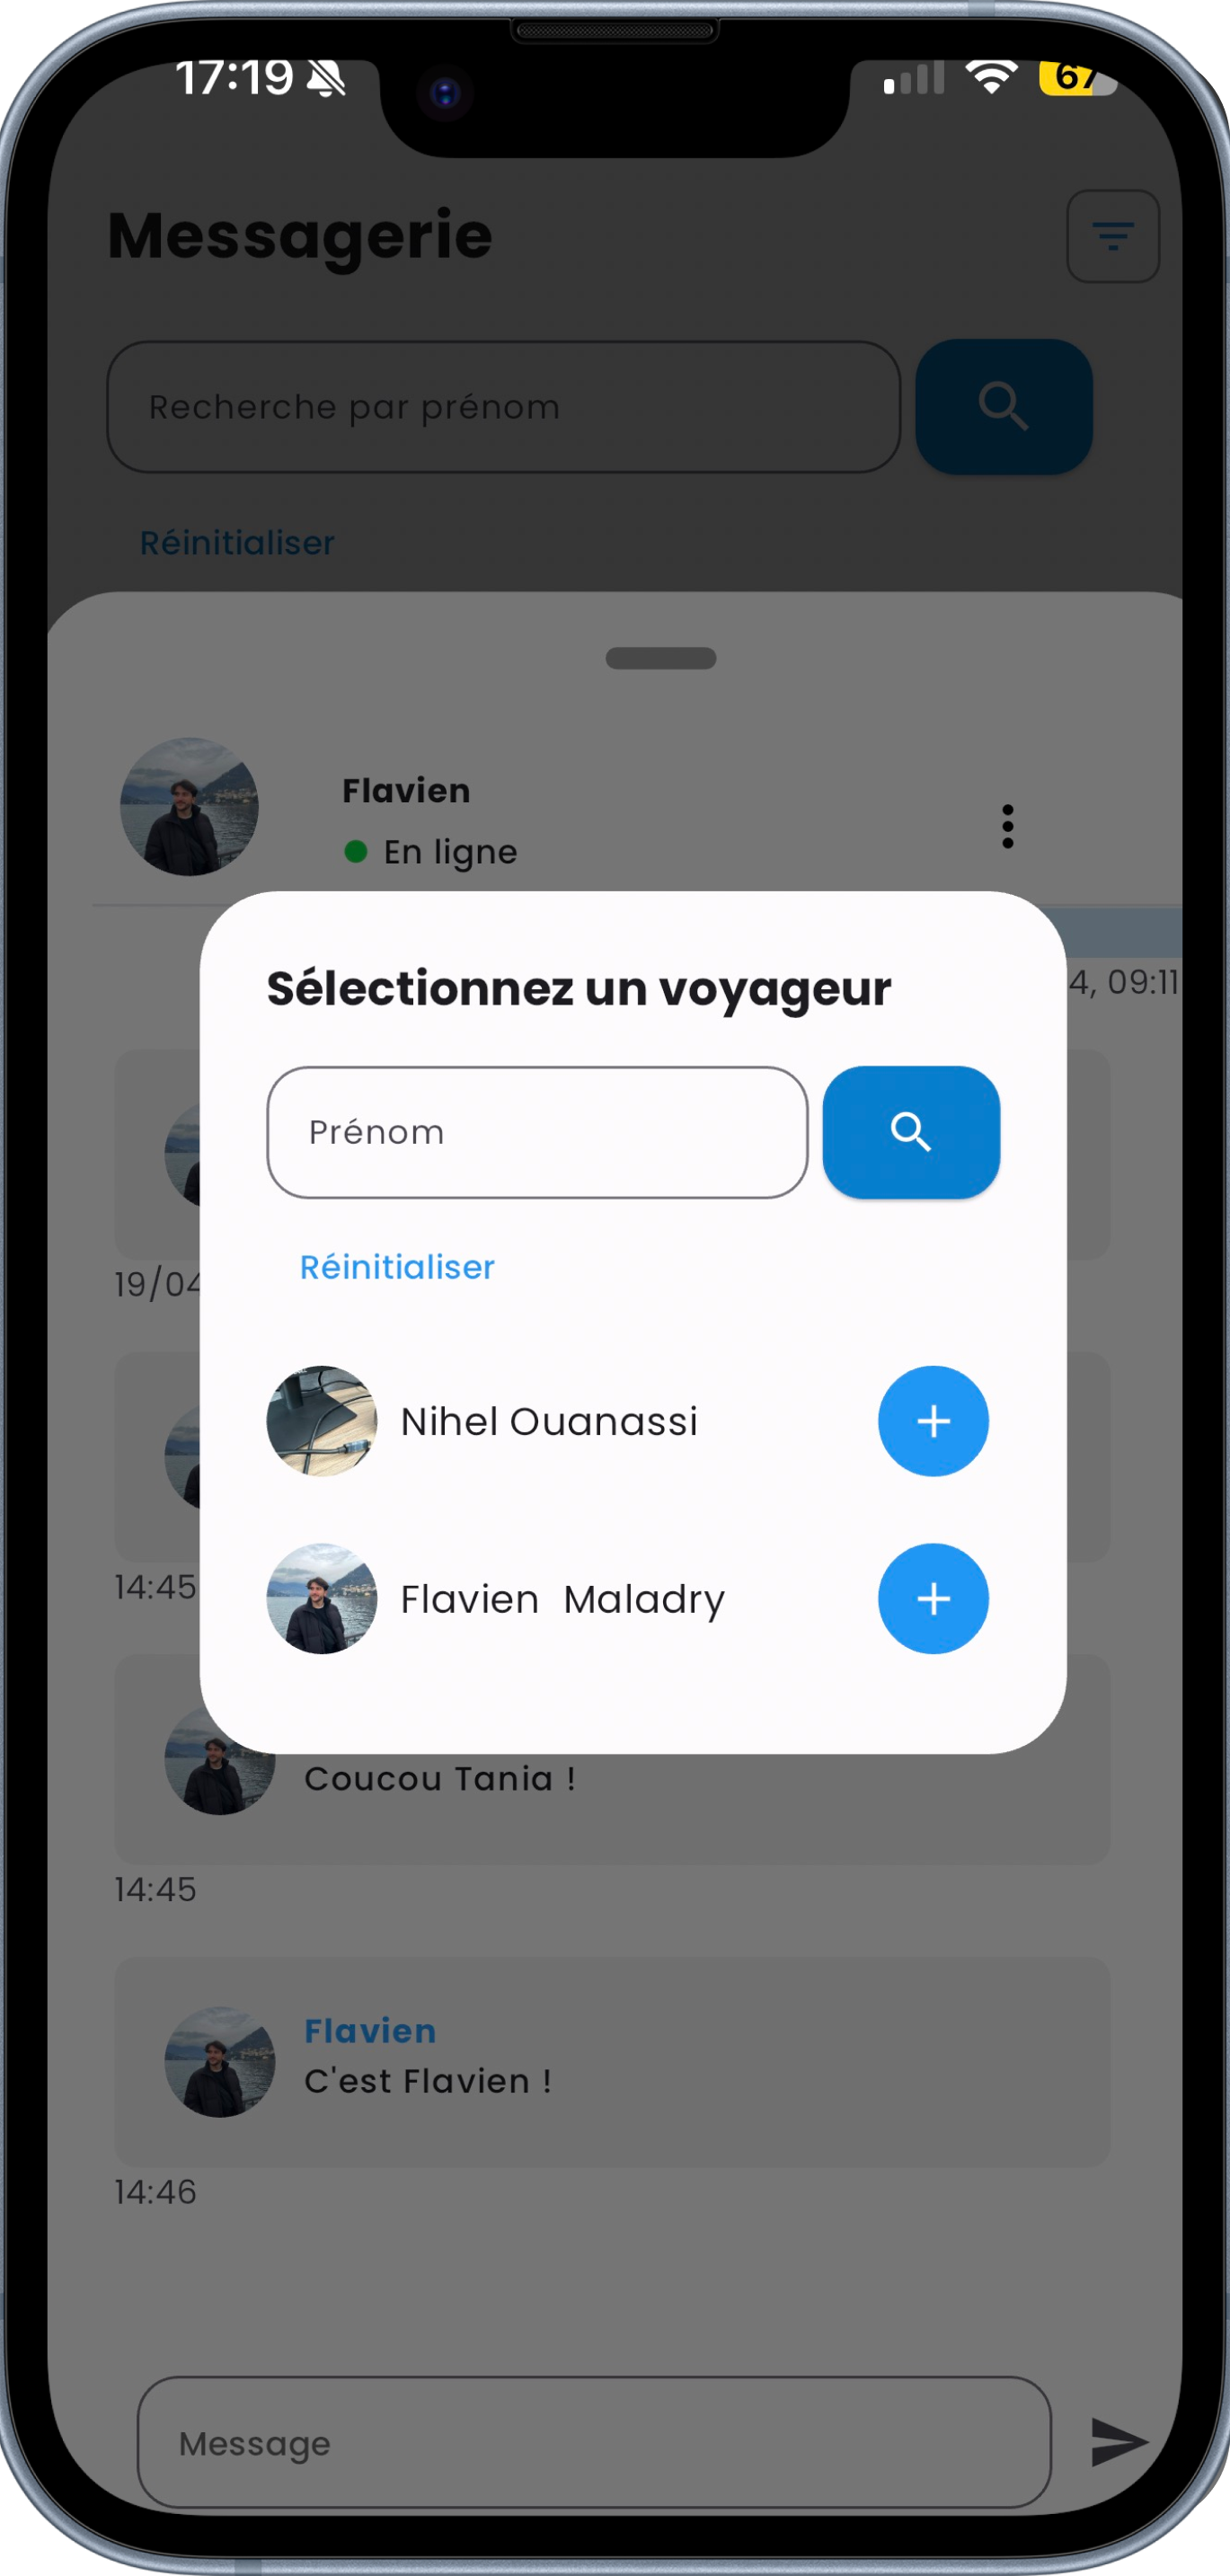 17:19
67
Messagerie
Recherche par prénom
Réinitialiser
Flavien
En ligne
4, 09:11
Sélectionnez un voyageur
Prénom
Réinitialiser
19/04
Nihel Ouanassi
Flavien  Maladry
14:45
Coucou Tania !
14:45
Flavien
C'est Flavien !
14:46
Message